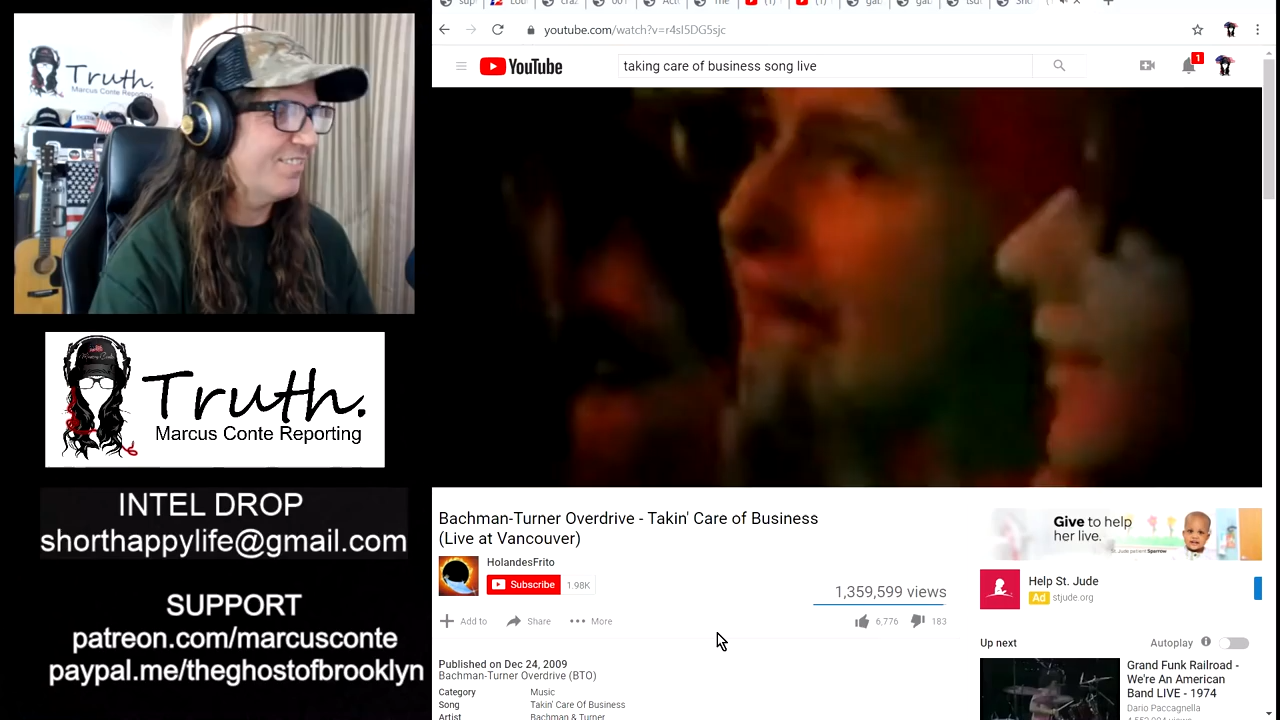 Truth.
Marcus Conte Reporting
youtube.com/watch?v=r4sI5DG5sjc
YouTube
taking care of business song live
1
Truth.
Marcus Conte Reporting
INTEL DROP
shorthappylife@gmail.com
SUPPORT
patreon.com/marcusconte
paypal.me/theghostofbrooklyn
Bachman-Turner Overdrive - Takin' Care of Business
(Live at Vancouver)
HolandesFrito
Subscribe 1.98K
1,359,599 views
Add to Share More 6,776 183
Published on Dec 24, 2009
Bachman-Turner Overdrive (BTO)
Category Music
Song Takin' Care Of Business
Artist Bachman & Turner
Give to help
her live.
St. Jude patient Sparrow
Help St. Jude
Ad stjude.org
Up next Autoplay
Grand Funk Railroad -
We're An American
Band LIVE - 1974
Dario Paccagnella